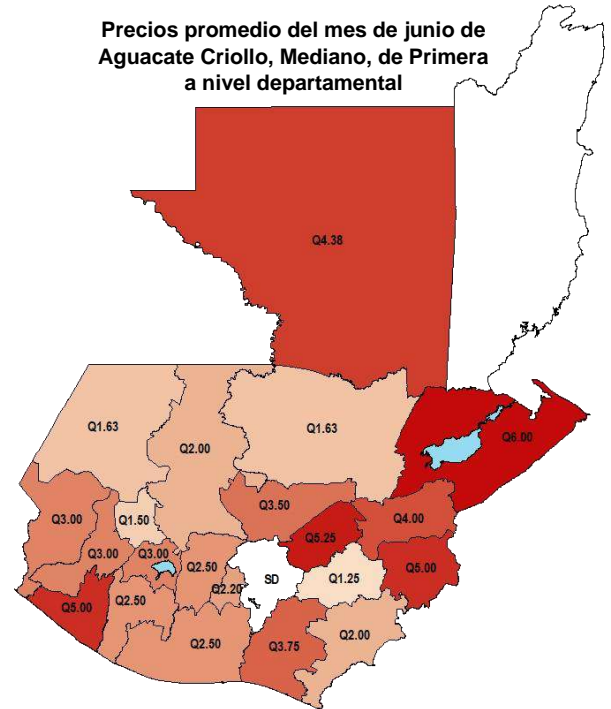 Precios promedio del mes de junio de
Aguacate Criollo, Mediano, de Primera
a nivel departamental
Q4.38
Q1.63
Q2.00
Q1.63
Q6.00
Q3.00
Q1.50
Q3.50
Q4.00
Q5.25
Q3.00
Q3.00
Q2.50
Q2.20
SD
Q1.25
Q5.00
Q5.00
Q2.50
Q2.50
Q3.75
Q2.00